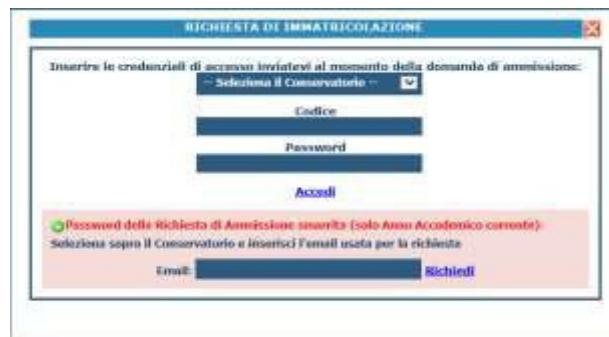 RICHIESTA DI IMMATRICOLAZIONE
Inserire le credenziali di accesso inviatevi al momento della domanda di ammissione:
-- Seleziona il Conservatorio --
Codice
Password
Accedi
Password della Richiesta di Ammissione smarrita (solo Anno Accademico corrente):
Seleziona sopra il Conservatorio e inserisci l'email usata per la richiesta
Email: Richiedi